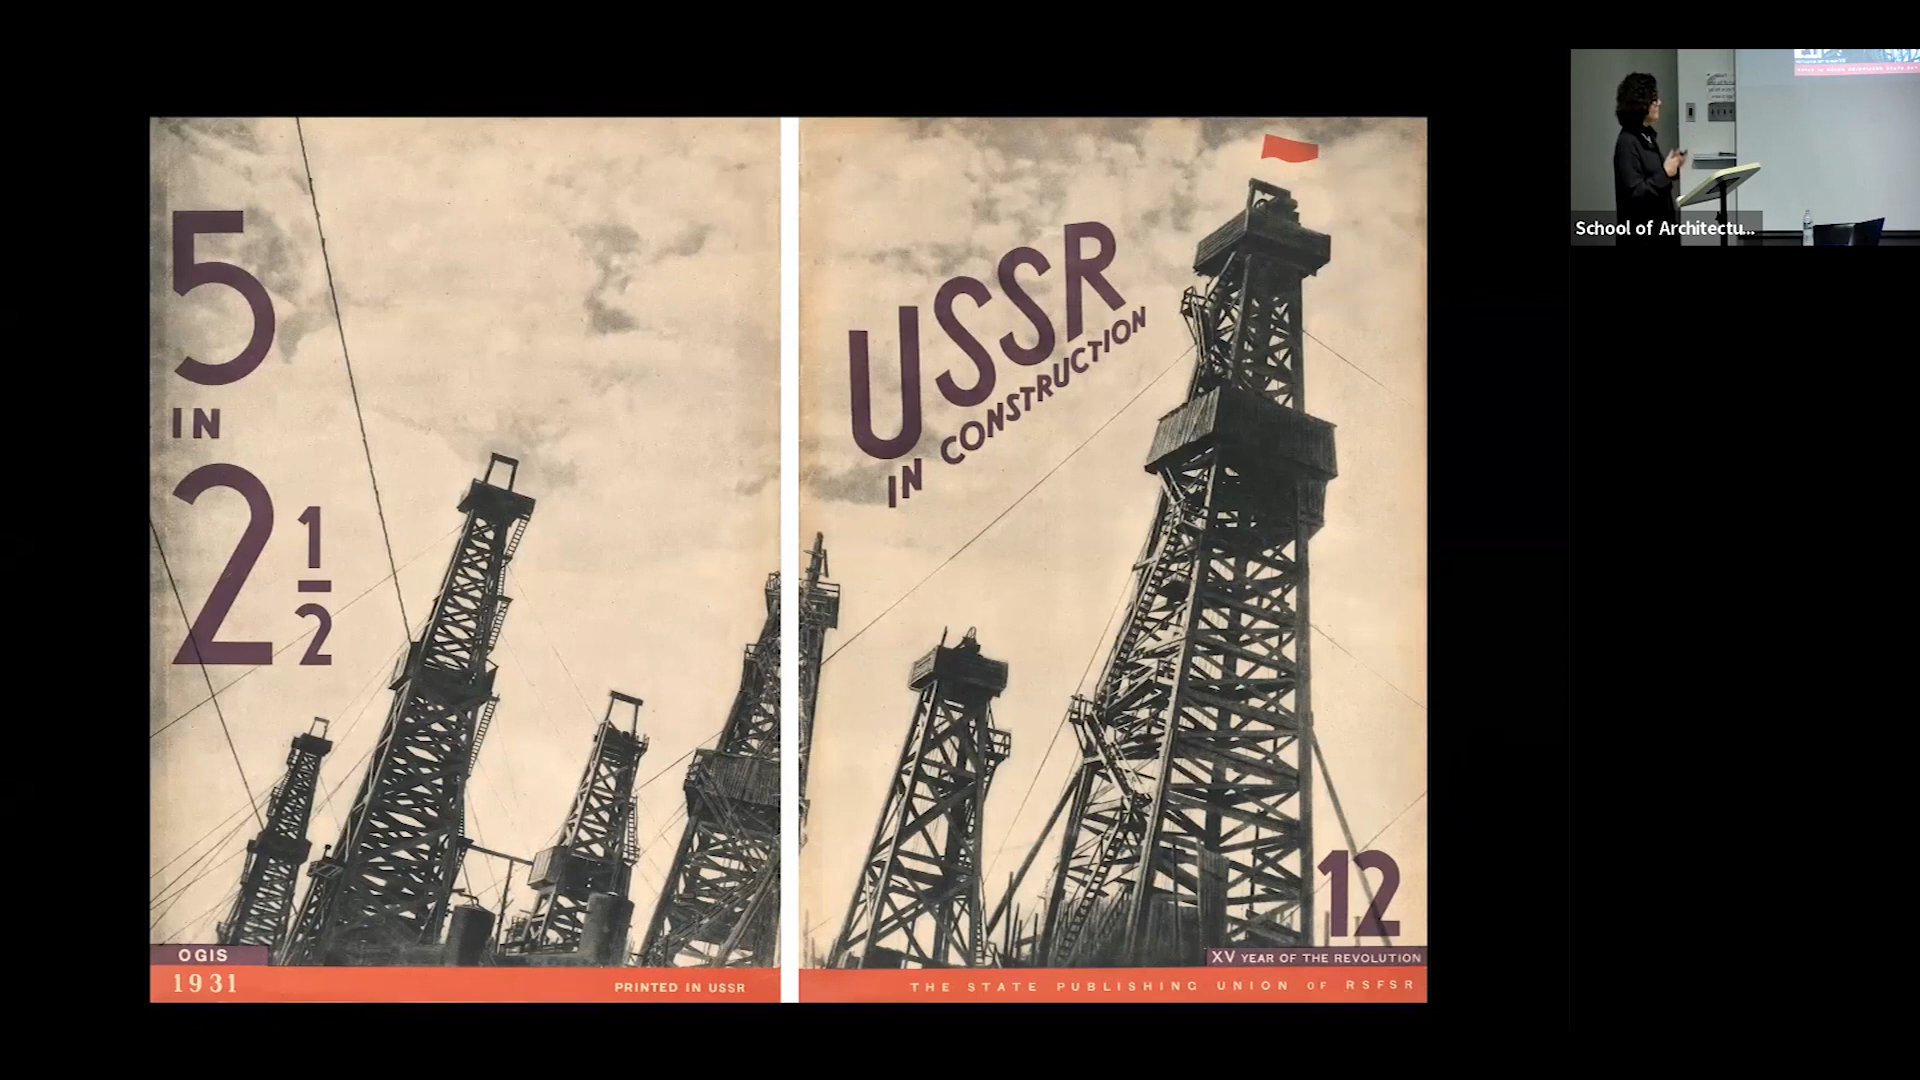 5
IN
2 1/2
OGIS
1931
PRINTED IN USSR
USSR
IN CONSTRUCTION
12
XV YEAR OF THE REVOLUTION
THE STATE PUBLISHING UNION OF RSFSR
School of Architectu...